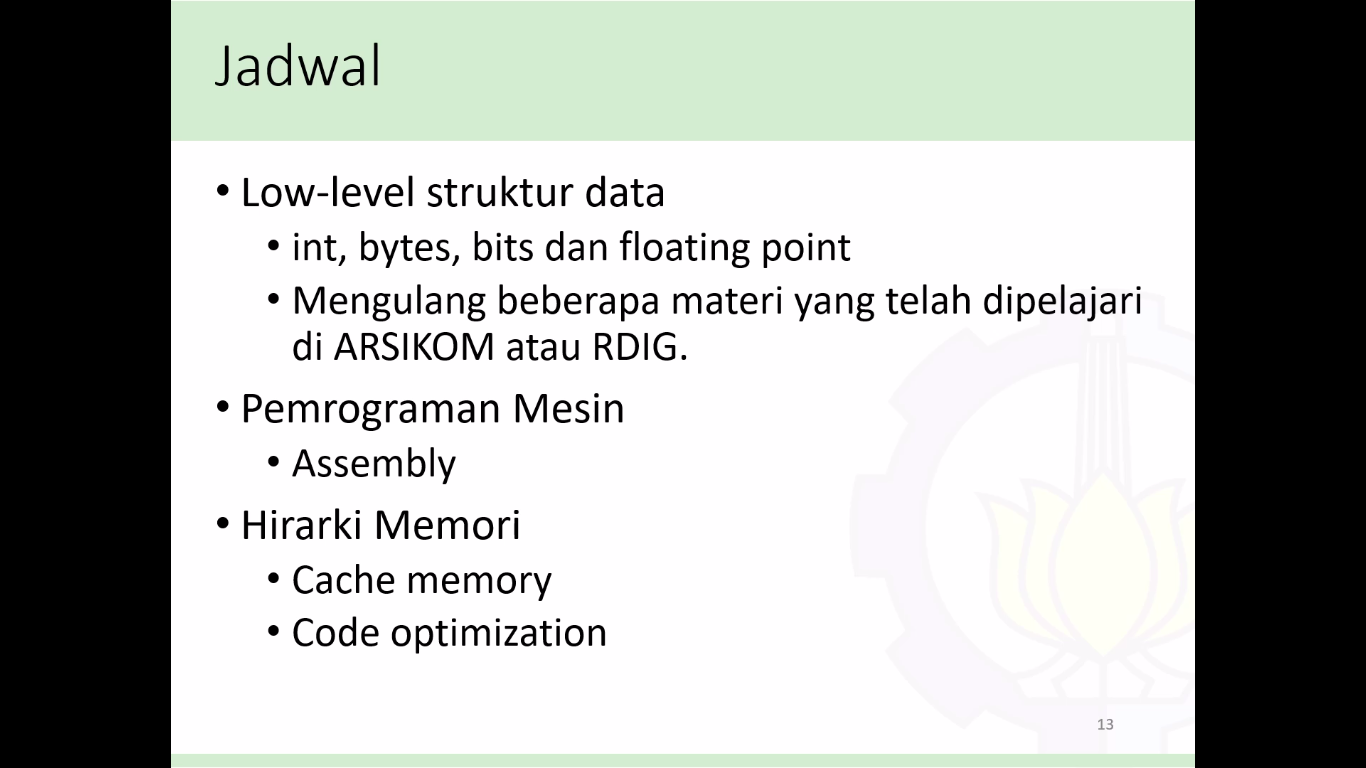 Jadwal
• Low-level struktur data
• int, bytes, bits dan floating point
• Mengulang beberapa materi yang telah dipelajari
di ARSIKOM atau RDIG.
• Pemrograman Mesin
• Assembly
• Hirarki Memori
• Cache memory
• Code optimization
13